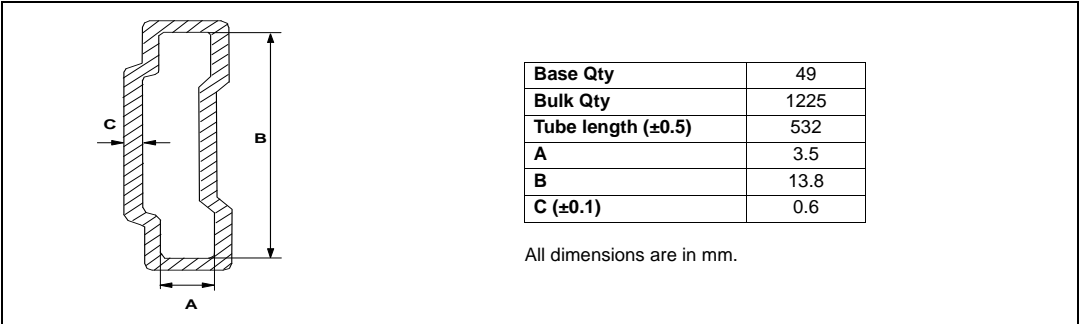 C
B
A
Base Qty 49
Bulk Qty 1225
Tube length (±0.5) 532
A 3.5
B 13.8
C (±0.1) 0.6
All dimensions are in mm.